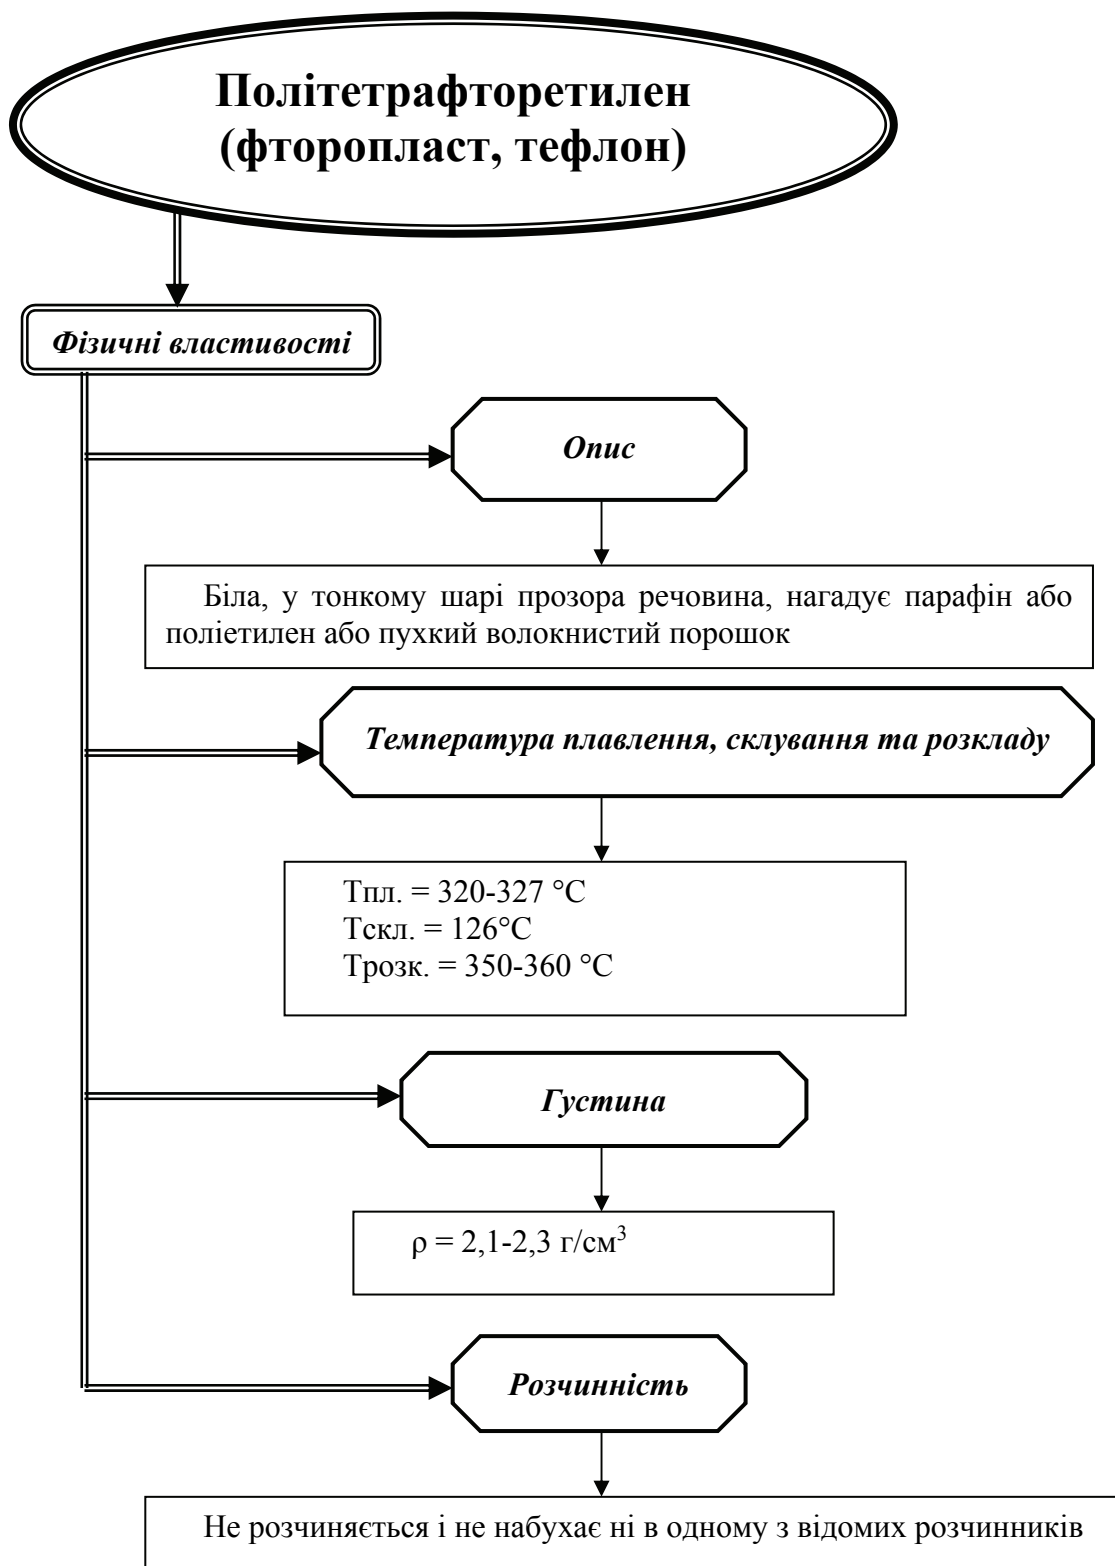 Політетрафторетилен
(фторопласт, тефлон)
Фізичні властивості
Опис
Біла, у тонкому шарі прозора речовина, нагадує парафін або
поліетилен або пухкий волокнистий порошок
Температура плавлення, склування та розкладу
Тпл. = 320-327 °С
Тскл. = 126°С
Трозк. = 350-360 °С
Густина
ρ = 2,1-2,3 г/см³
Розчинність
Не розчиняється і не набухає ні в одному з відомих розчинників